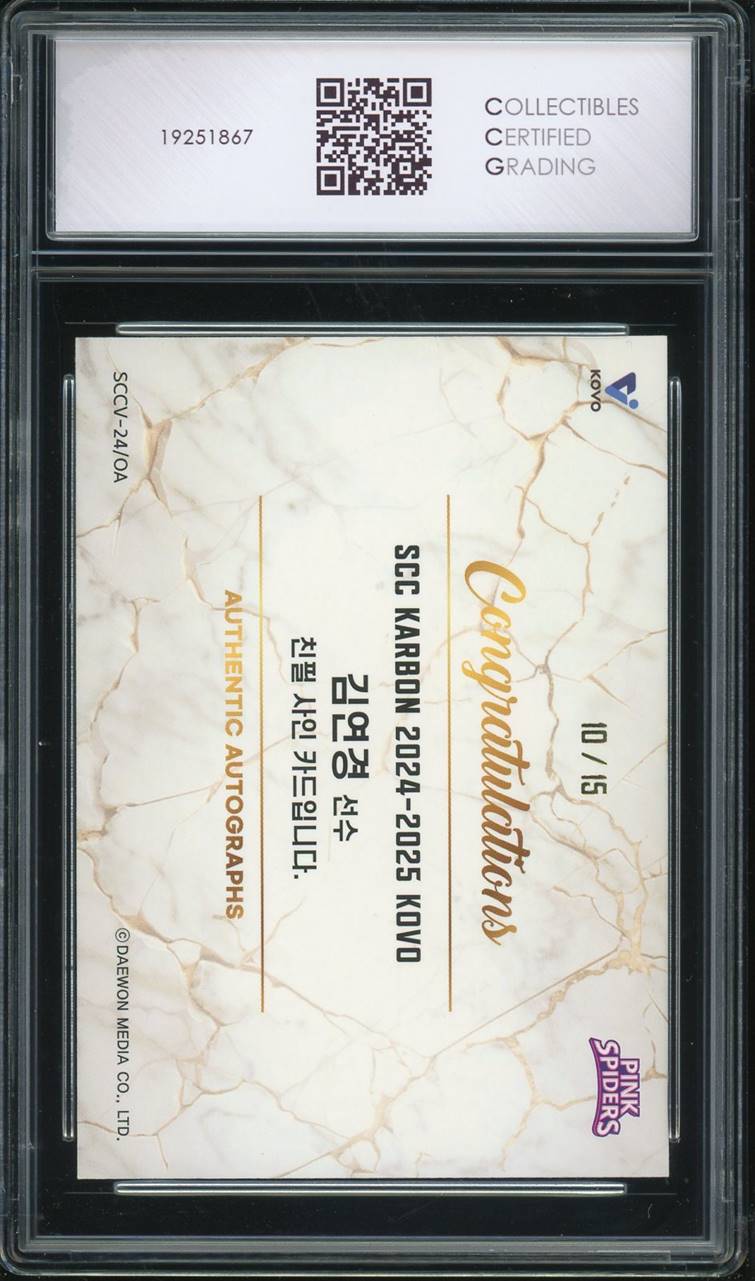 19251867
COLLECTIBLES
CERTIFIED
GRADING
KOVO
10 / 15
PINK
SPIDERS
Congratulations
SCC KARBON 2024-2025 KOVO
김연경 선수
친필 사인 카드입니다.
AUTHENTIC AUTOGRAPHS
SCCV-24/OA
©DAEWON MEDIA CO., LTD.